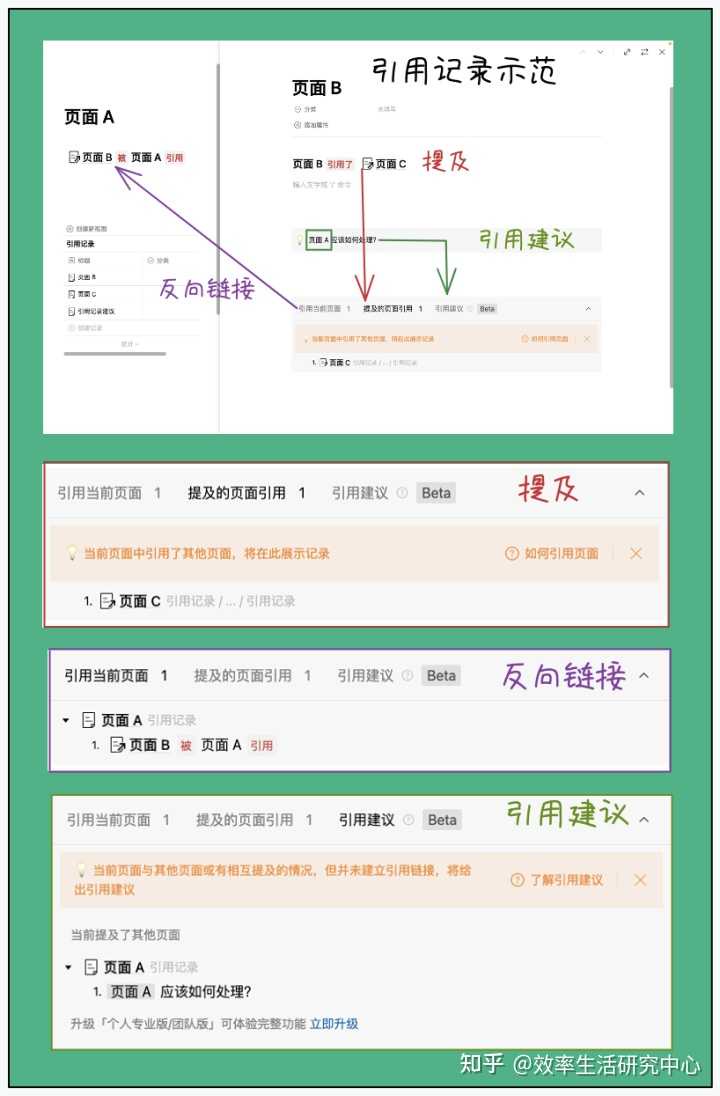 引用记录示范
页面 A
页面 B 被 页面 A 引用
创建新视图
引用记录
标题 分类
页面 B
页面 C
引用记录建议
新建记录
反向链接
页面 B
分类 未填写
添加属性
页面 B 引用了 页面 C 提及
输入文字或 '/' 命令
页面 A 应该如何处理? 引用建议
引用当前页面 1 提及的页面引用 1 引用建议 Beta
当前页面中引用了其他页面，将在此展示记录 如何引用页面
1. 页面 C 引用记录 / ... / 引用记录
引用当前页面 1 提及的页面引用 1 引用建议 Beta 提及
当前页面中引用了其他页面，将在此展示记录 如何引用页面
1. 页面 C 引用记录 / ... / 引用记录
引用当前页面 1 提及的页面引用 1 引用建议 Beta 反向链接
页面 A 引用记录
1. 页面 B 被 页面 A 引用
引用当前页面 1 提及的页面引用 1 引用建议 Beta 引用建议
当前页面与其他页面或有相互提及的情况，但并未建立引用链接，将给
出引用建议 了解引用建议
当前提及了其他页面
页面 A 引用记录
1. 页面 A 应该如何处理?
升级「个人专业版/团队版」可体验完整功能 立即升级
知乎 @效率生活研究中心